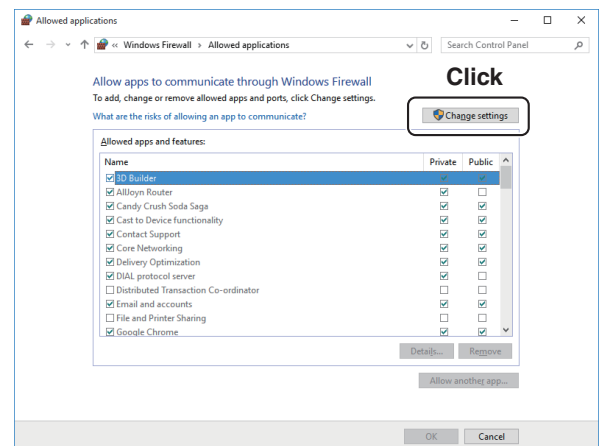 Allowed applications
« Windows Firewall > Allowed applications
Search Control Panel
Allow apps to communicate through Windows Firewall
Click
To add, change or remove allowed apps and ports, click Change settings.
What are the risks of allowing an app to communicate?
Change settings
Allowed apps and features:
Name Private Public
3D Builder
AllJoyn Router
Candy Crush Soda Saga
Cast to Device functionality
Contact Support
Core Networking
Delivery Optimization
DIAL protocol server
Distributed Transaction Co-ordinator
Email and accounts
File and Printer Sharing
Google Chrome
Details... Remove
Allow another app...
OK Cancel